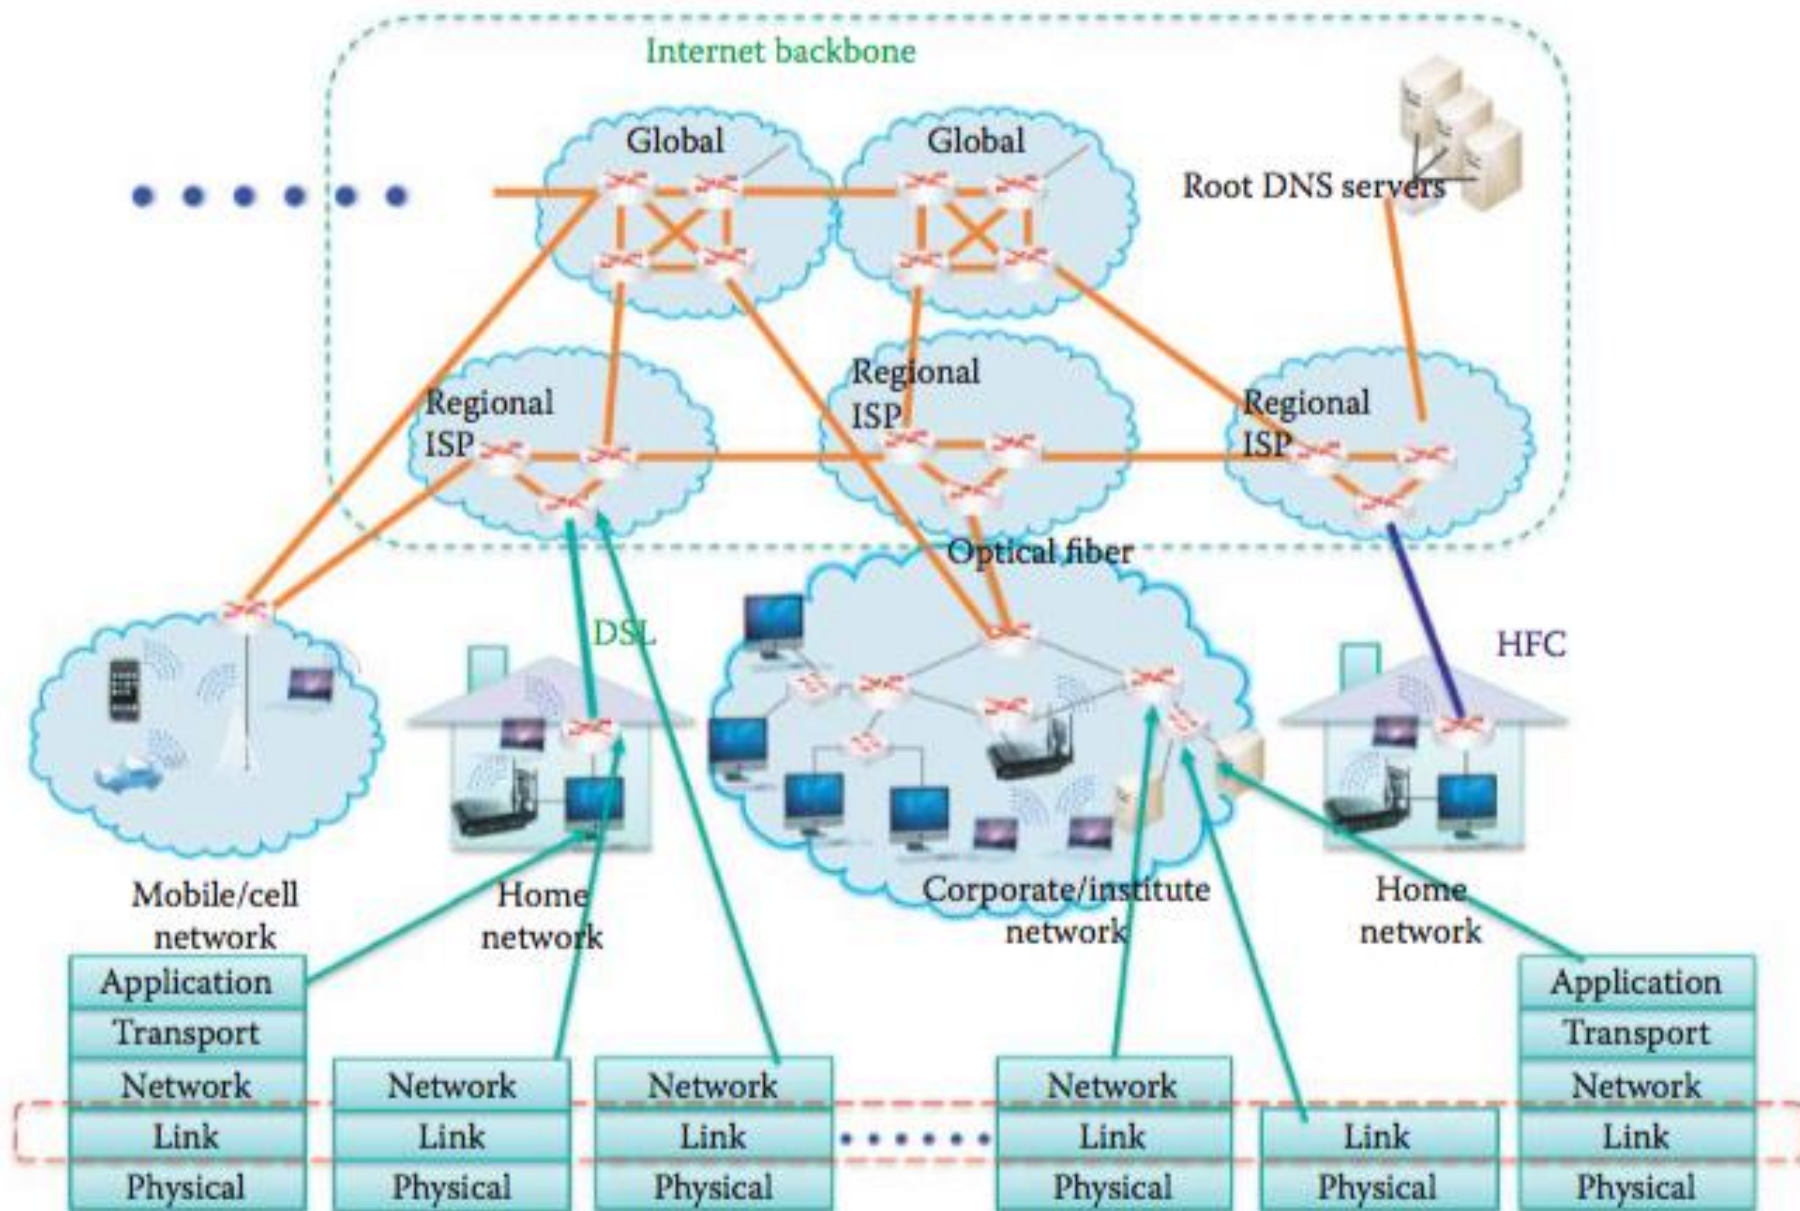 Internet backbone
Global
Global
Root DNS servers
Regional
ISP
Regional
ISP
Regional
ISP
Optical fiber
DSL
HFC
Mobile/cell
network
Home
network
Corporate/institute
network
Home
network
Application
Transport
Network
Link
Physical
Network
Link
Physical
Network
Link
Physical
Network
Link
Physical
Link
Physical
Application
Transport
Network
Link
Physical